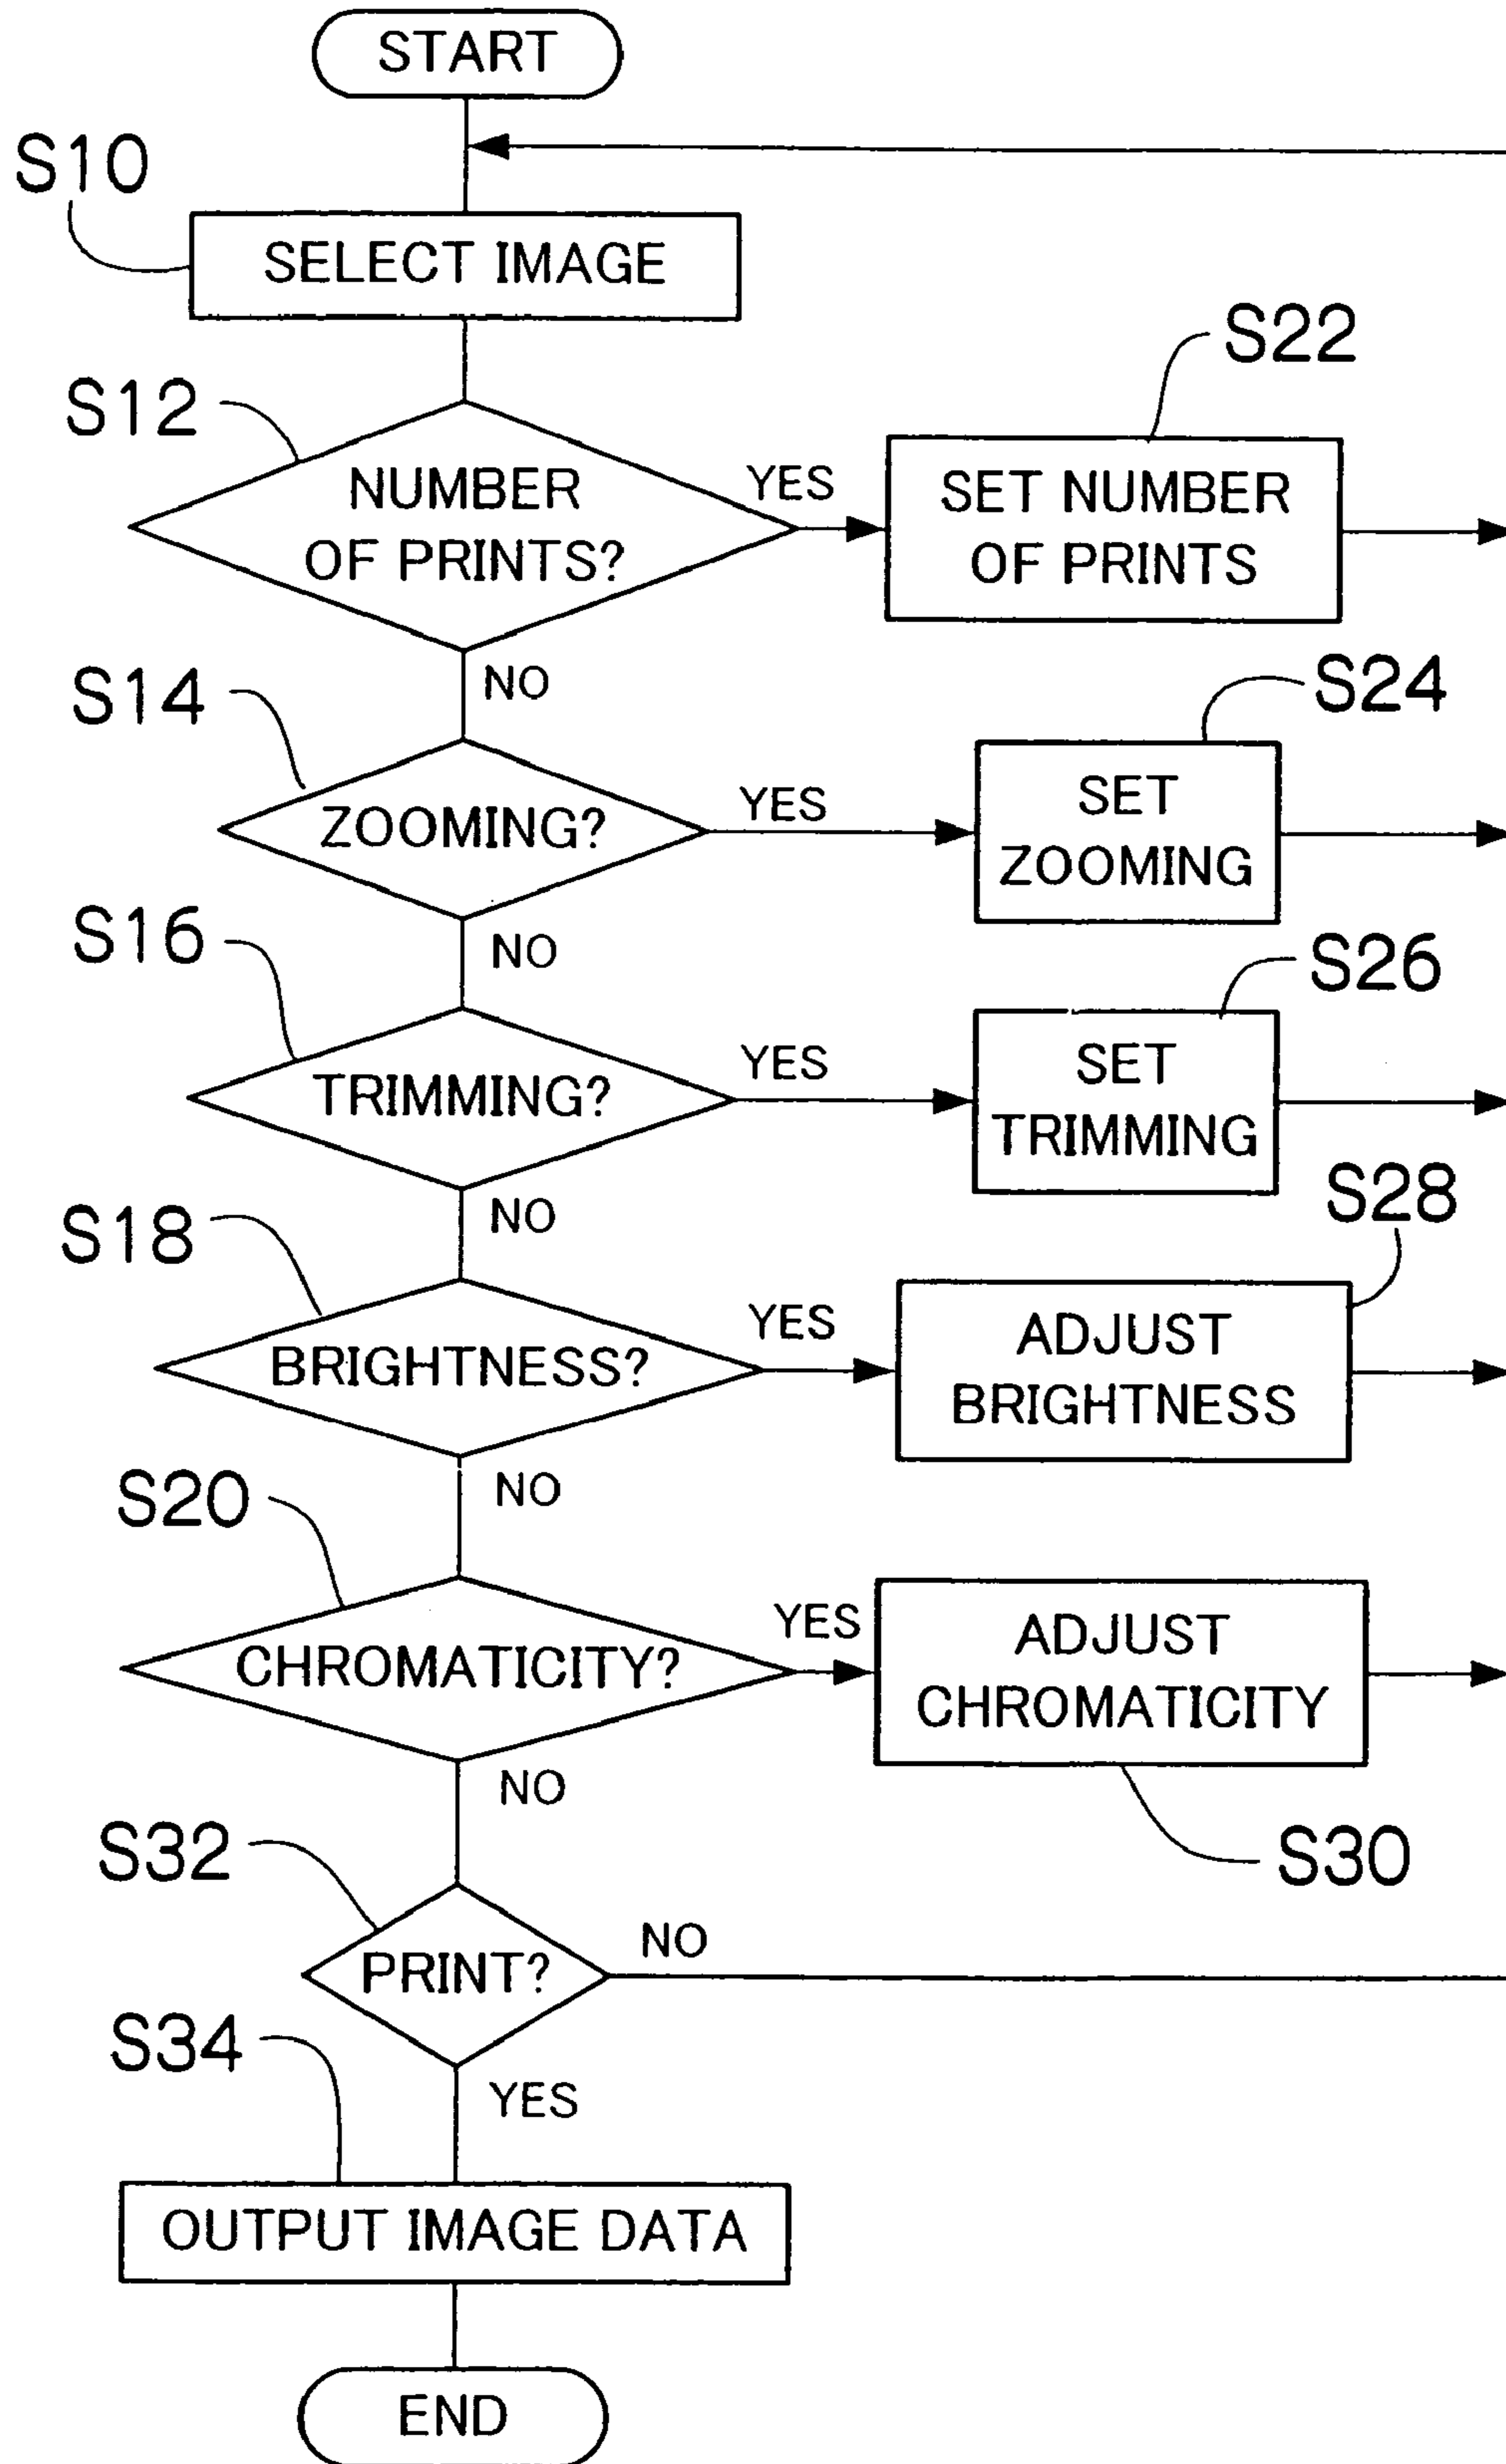 START
S10
SELECT IMAGE
S22
S12
NUMBER
OF PRINTS?
YES
SET NUMBER
OF PRINTS
NO
S14
S24
ZOOMING?
YES
SET
ZOOMING
NO
S16
S26
TRIMMING?
YES
SET
TRIMMING
NO
S18
S28
BRIGHTNESS?
YES
ADJUST
BRIGHTNESS
NO
S20
CHROMATICITY?
YES
ADJUST
CHROMATICITY
NO
S30
S32
PRINT?
NO
S34
YES
OUTPUT IMAGE DATA
END